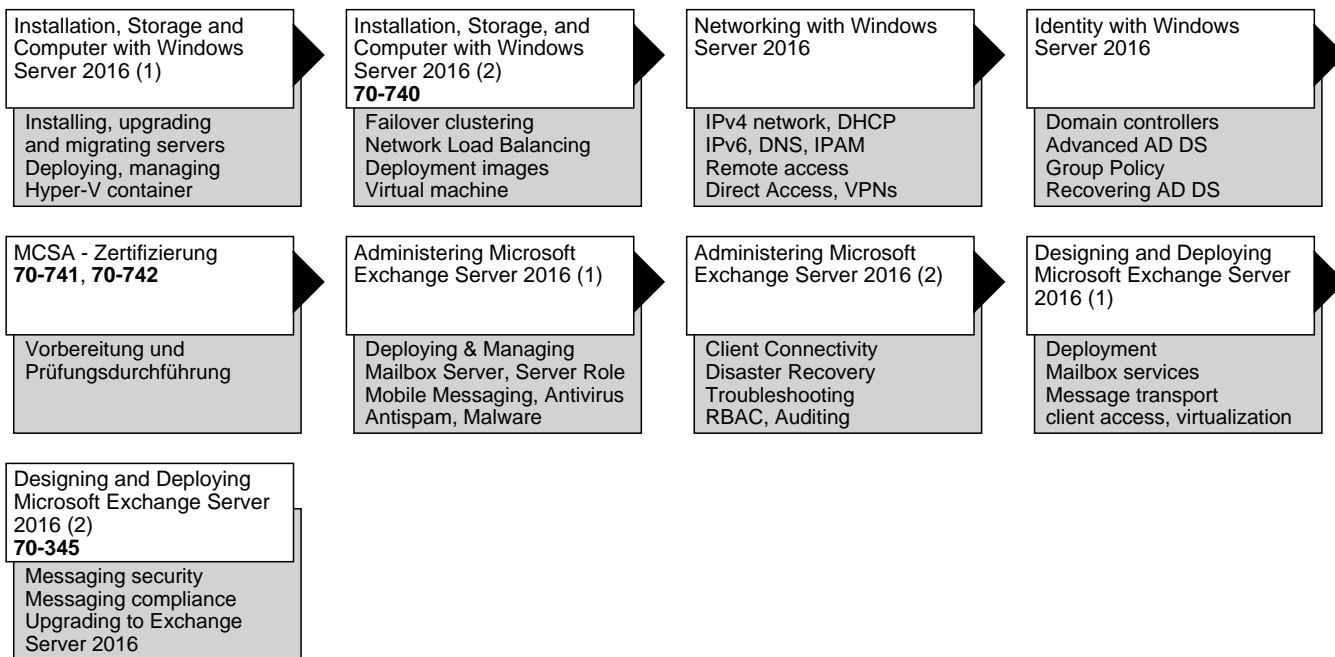 Installation, Storage and
Computer with Windows
Server 2016 (1)
Installing, upgrading
and migrating servers
Deploying, managing
Hyper-V container
Installation, Storage, and
Computer with Windows
Server 2016 (2)
70-740
Failover clustering
Network Load Balancing
Deployment images
Virtual machine
Networking with Windows
Server 2016
IPv4 network, DHCP
IPv6, DNS, IPAM
Remote access
Direct Access, VPNs
Identity with Windows
Server 2016
Domain controllers
Advanced AD DS
Group Policy
Recovering AD DS
MCSA - Zertifizierung
70-741, 70-742
Vorbereitung und
Prüfungsdurchführung
Administering Microsoft
Exchange Server 2016 (1)
Deploying & Managing
Mailbox Server, Server Role
Mobile Messaging, Antivirus
Antispam, Malware
Administering Microsoft
Exchange Server 2016 (2)
Client Connectivity
Disaster Recovery
Troubleshooting
RBAC, Auditing
Designing and Deploying
Microsoft Exchange Server
2016 (1)
Deployment
Mailbox services
Message transport
client access, virtualization
Designing and Deploying
Microsoft Exchange Server
2016 (2)
70-345
Messaging security
Messaging compliance
Upgrading to Exchange
Server 2016